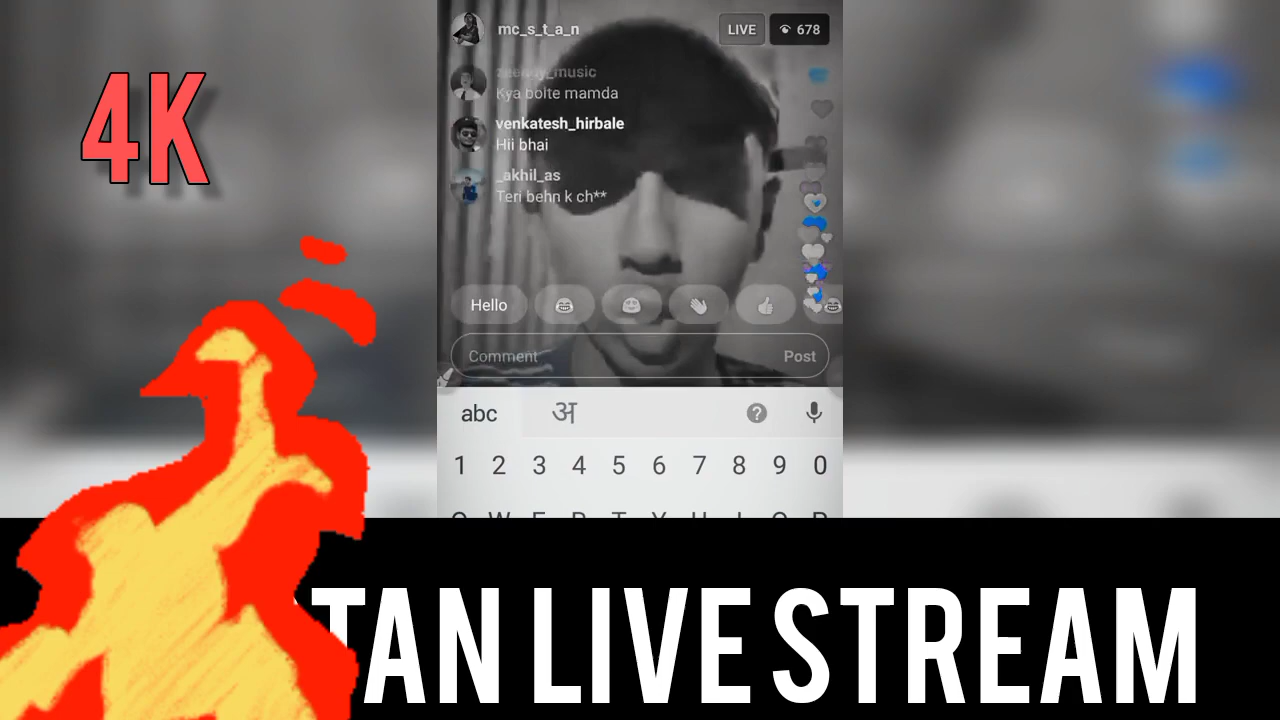 4K
mc_s_t_a_n
LIVE
678
Kya bolte mamda
venkatesh_hirbale
Hii bhai
_akhil_as
Teri behn k ch**
Hello
Comment
Post
abc
अ
?
1 2 3 4 5 6 7 8 9 0
TAN LIVE STREAM